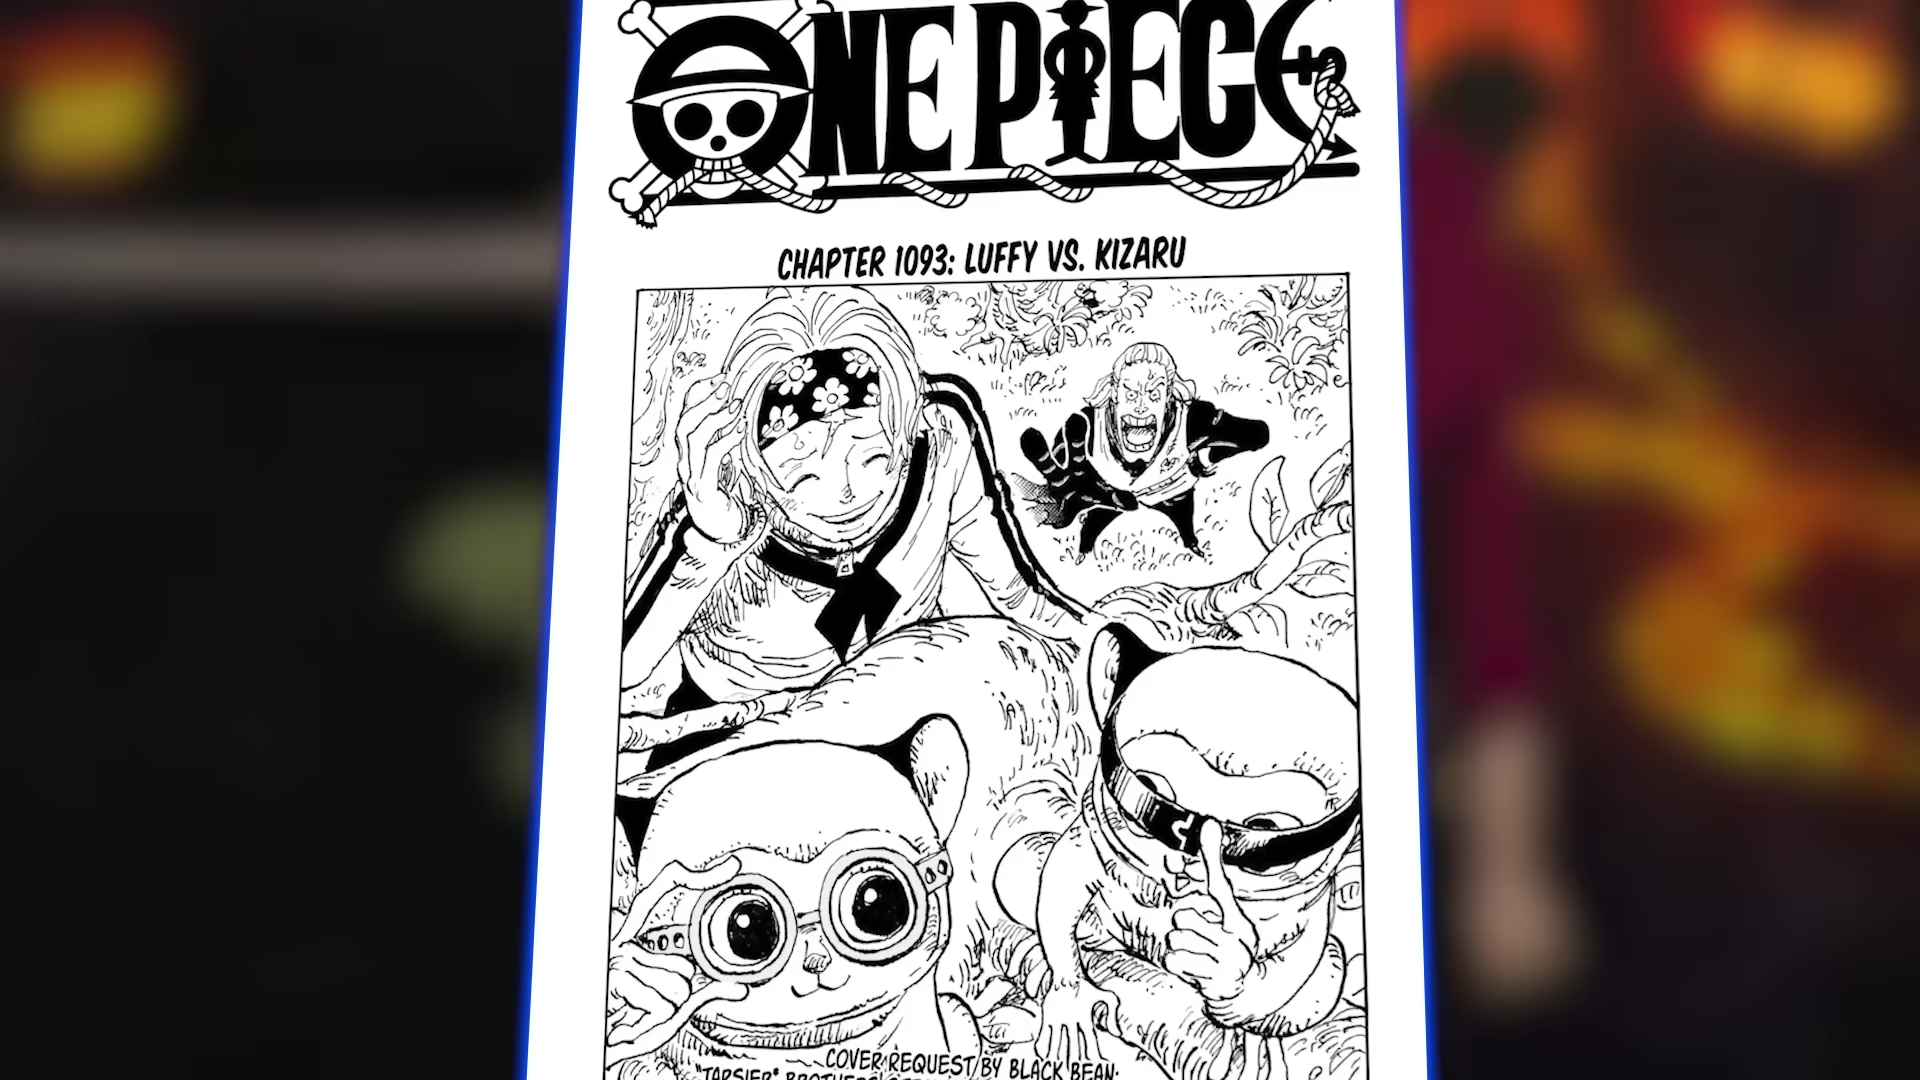 ONE PIECE
CHAPTER 1093: LUFFY VS. KIZARU
COVER REQUEST BY BLACK BEAN:
"TARSIER* BROTHERS